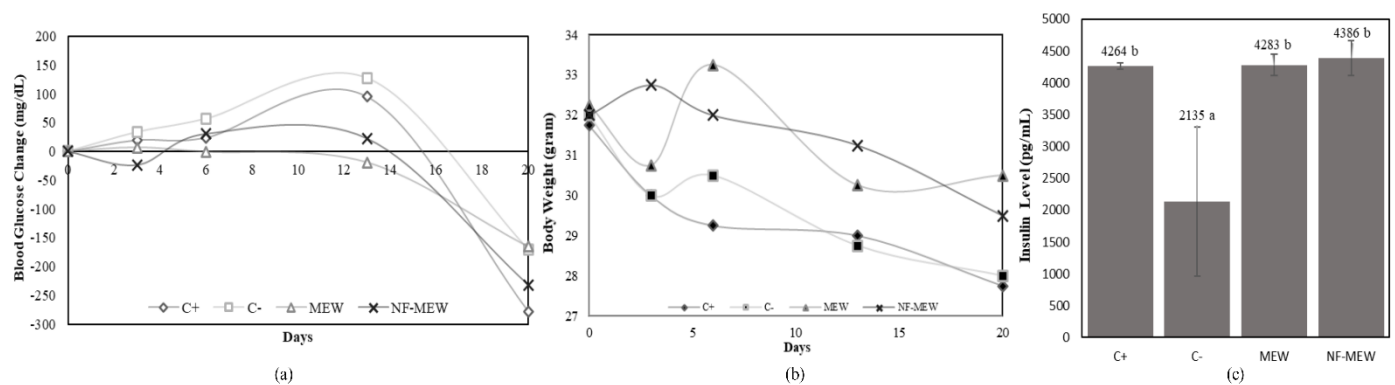 Blood Glucose Change (mg/dL)
200
150
100
50
0
-50
-100
-150
-200
-250
-300
0 2 4 6 8 10 12 14 16 18 20
C+ C- MEW NF-MEW
Days
(a)
Body Weight (gram)
34
33
32
31
30
29
28
27
C+ C- MEW NF-MEW
0 5 10 15 20
Days
(b)
Insulin Level (pg/mL)
5000
4500
4000
3500
3000
2500
2000
1500
1000
500
0
4264 b
2135 a
4283 b
4386 b
C+ C- MEW NF-MEW
(c)